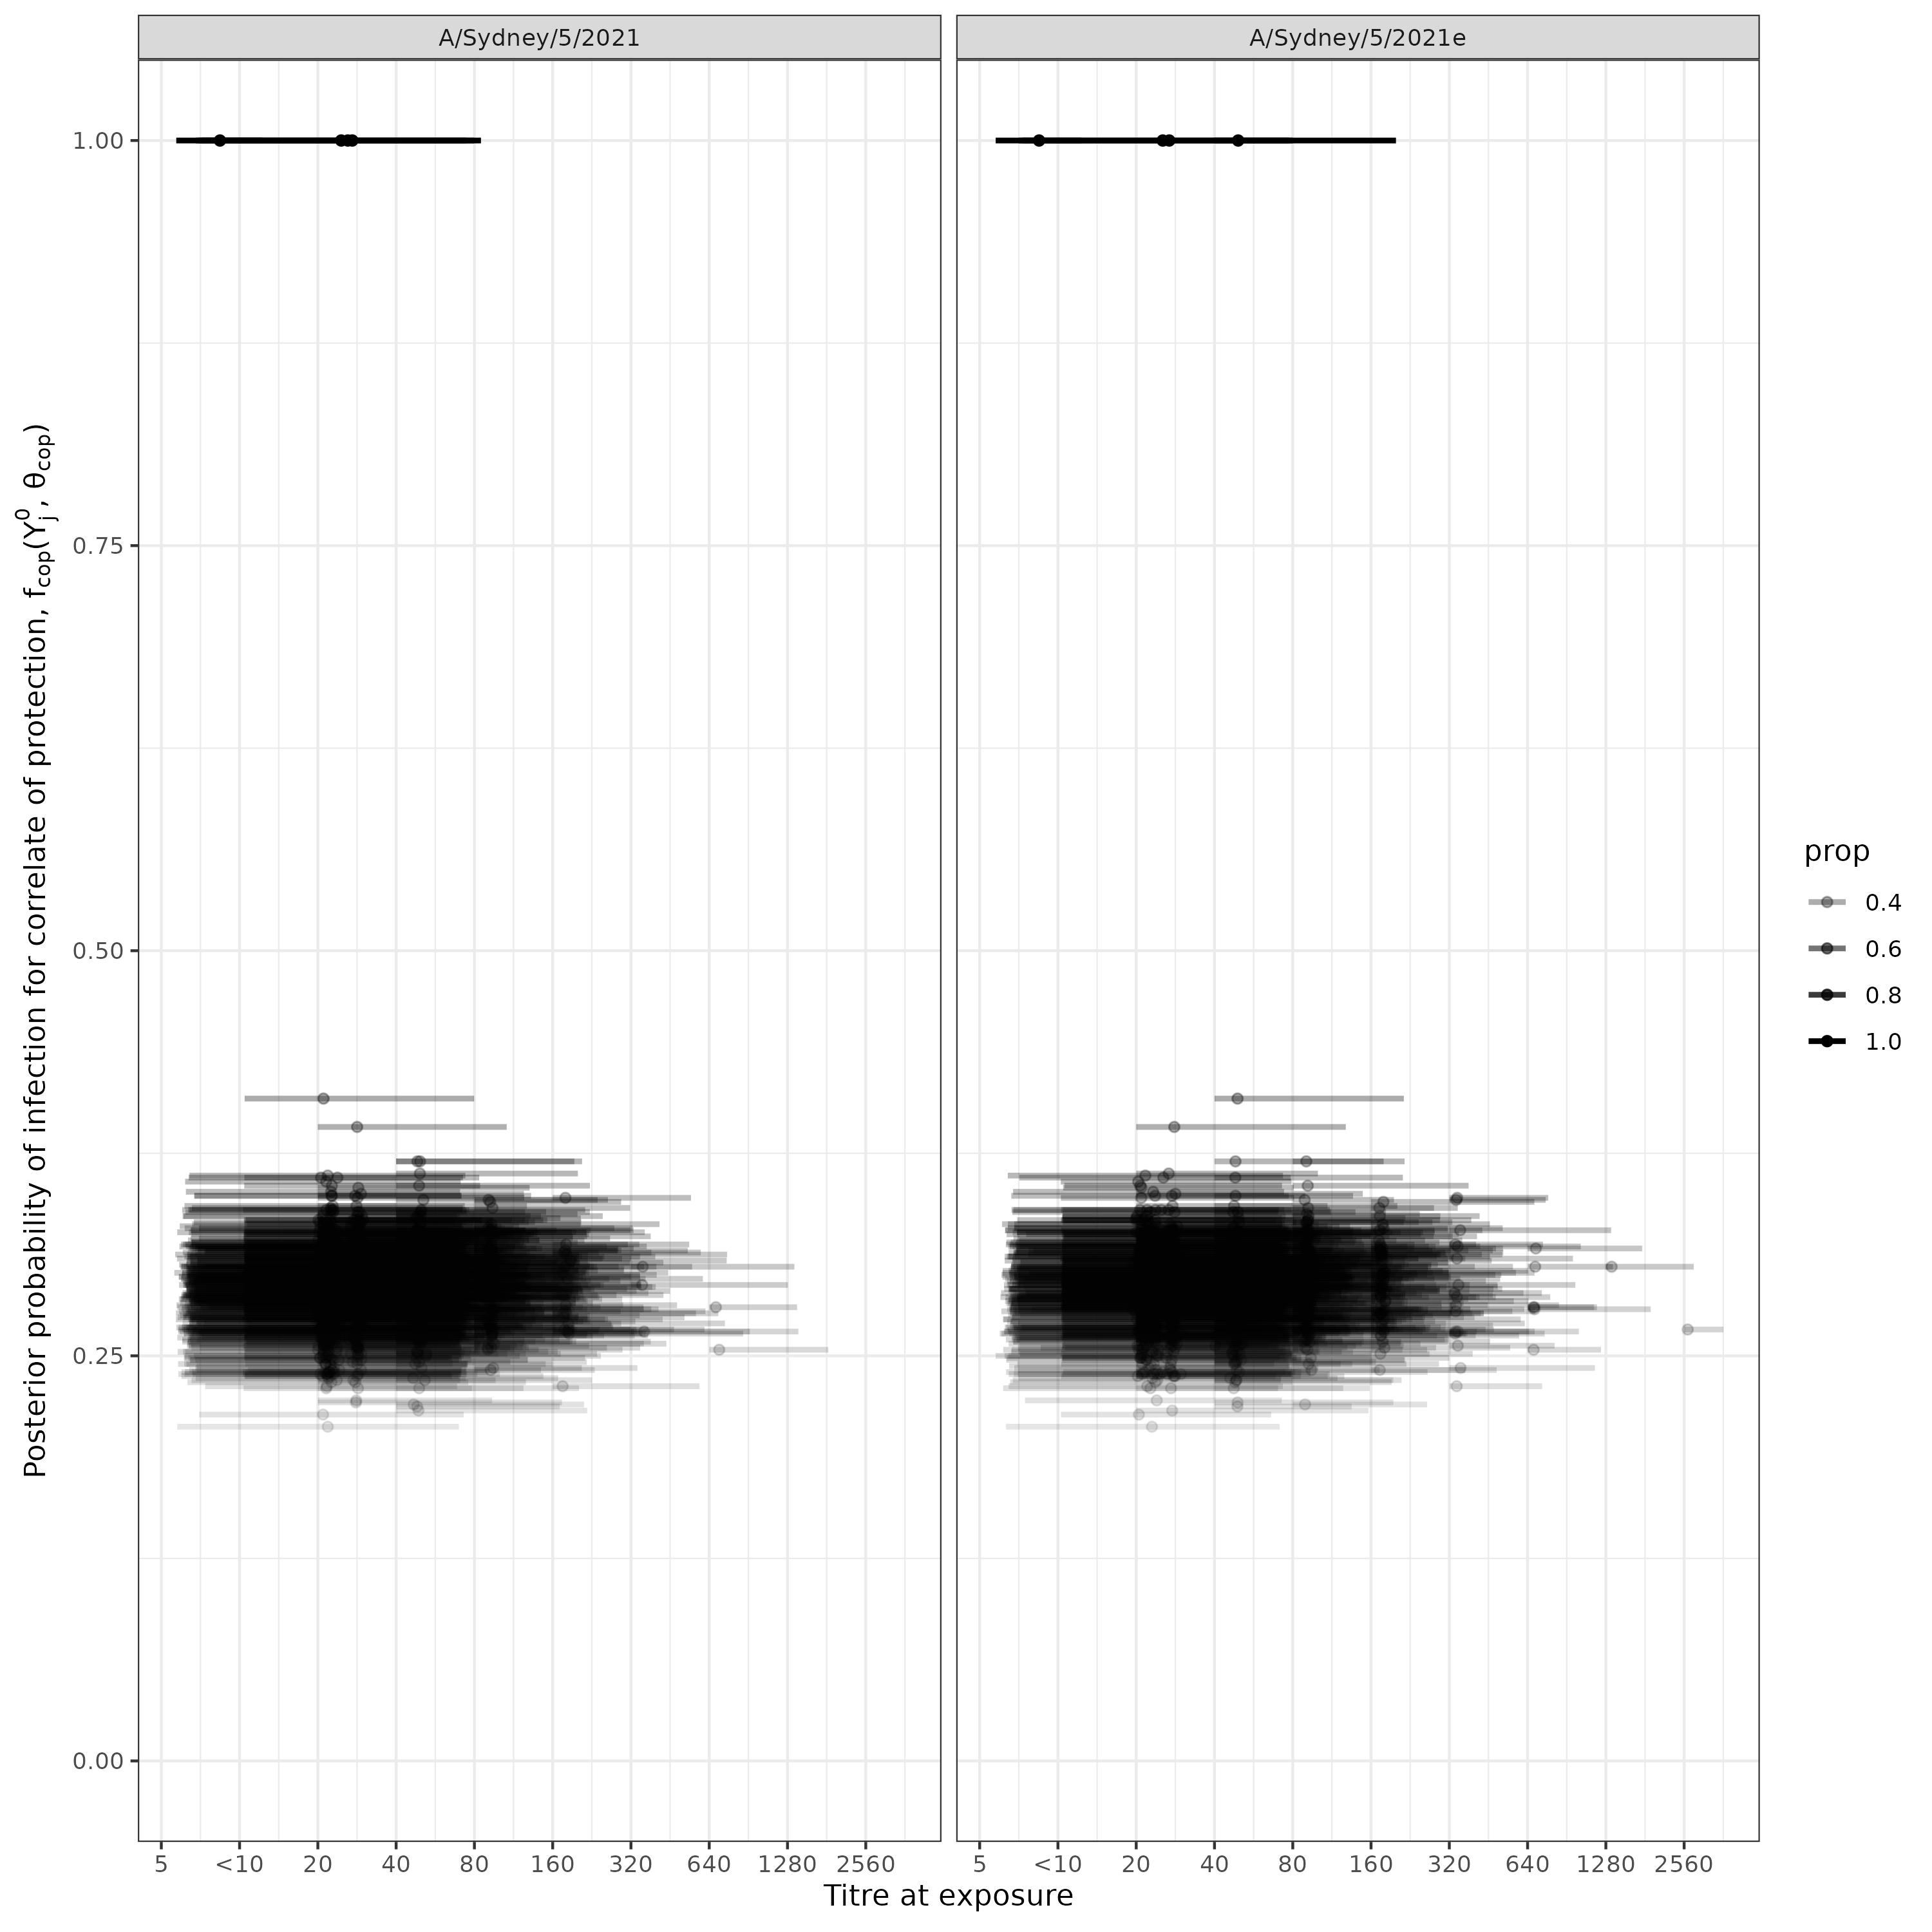 A/Sydney/5/2021
A/Sydney/5/2021e
Posterior probability of infection for correlate of protection, fcop(Yj0, θcop)
1.00
0.75
0.50
0.25
0.00
5 <10 20 40 80 160 320 640 1280 2560
5 <10 20 40 80 160 320 640 1280 2560
Titre at exposure
prop
0.4
0.6
0.8
1.0